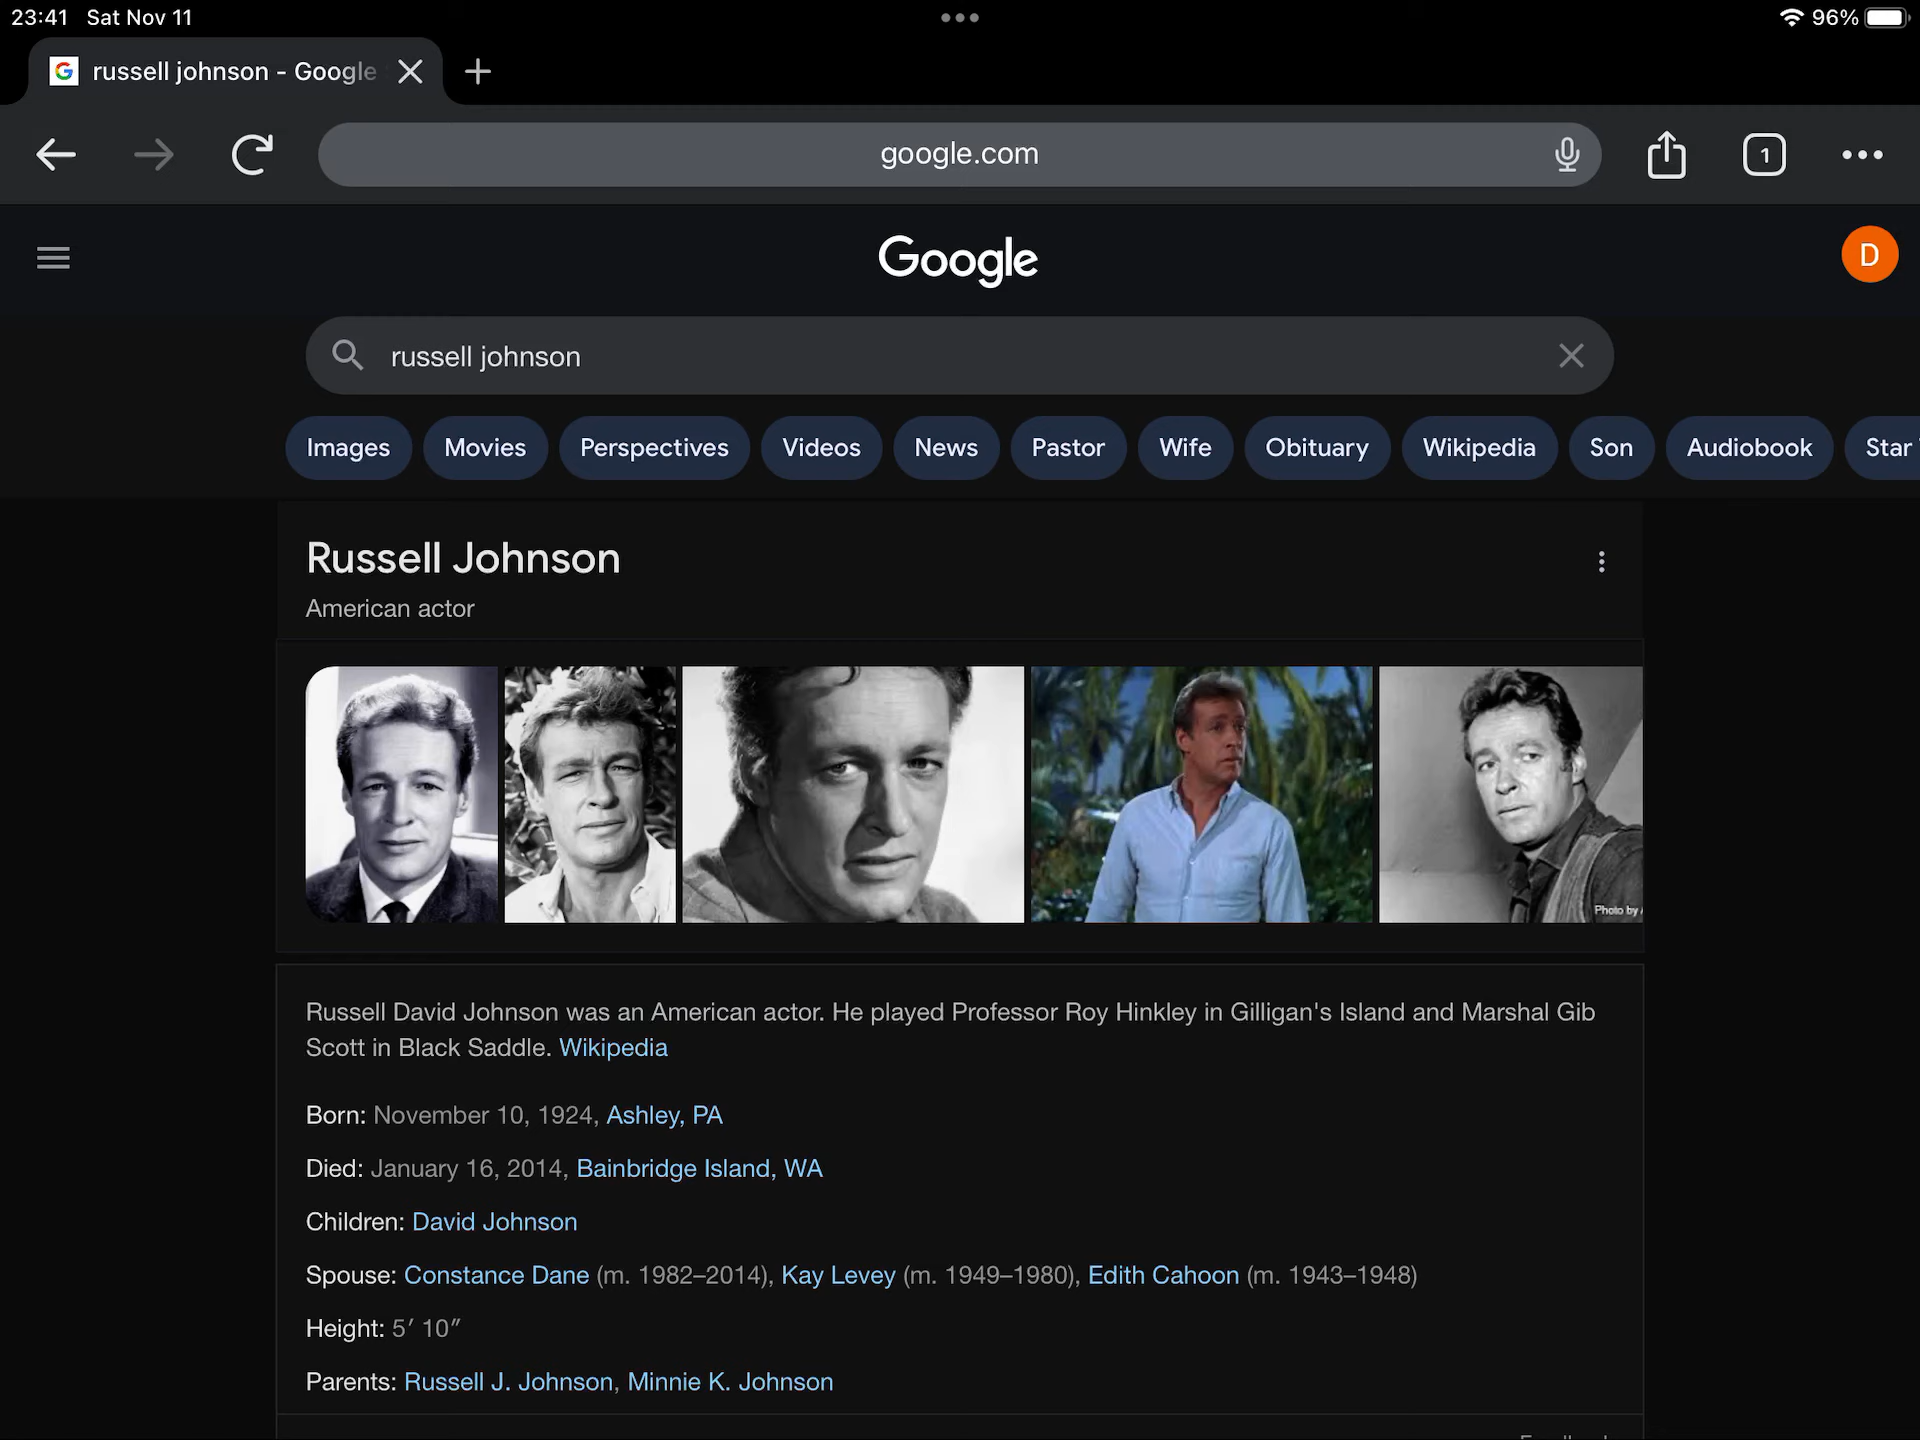 23:41 Sat Nov 11
96%
russell johnson - Google
google.com
1
Google
D
russell johnson
Images Movies Perspectives Videos News Pastor Wife Obituary Wikipedia Son Audiobook Star
Russell Johnson
American actor
Photo by
Russell David Johnson was an American actor. He played Professor Roy Hinkley in Gilligan's Island and Marshal Gib
Scott in Black Saddle. Wikipedia
Born: November 10, 1924, Ashley, PA
Died: January 16, 2014, Bainbridge Island, WA
Children: David Johnson
Spouse: Constance Dane (m. 1982–2014), Kay Levey (m. 1949–1980), Edith Cahoon (m. 1943–1948)
Height: 5′ 10″
Parents: Russell J. Johnson, Minnie K. Johnson